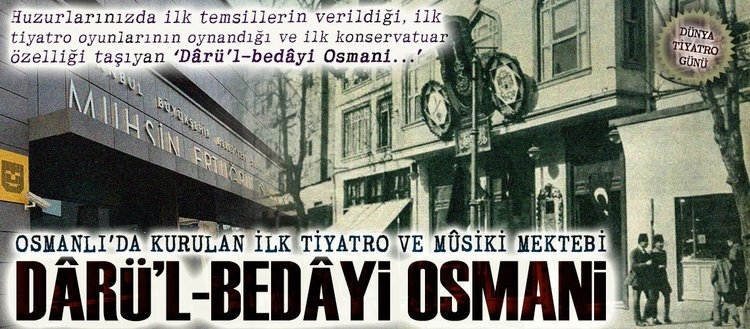 Huzurlarınızda ilk temsillerin verildiği, ilk
tiyatro oyunlarının oynandığı ve ilk konservatuar
özelliği taşıyan ‘Dârü’l-bedâyi Osmani...’
DÜNYA
TİYATRO
GÜNÜ
BÜYÜKŞEHİR
MUHSİN ERTUĞRUL
OSMANLI’DA KURULAN İLK TİYATRO VE MÛSİKİ MEKTEBİ
DÂRÜ’L-BEDÂYİ OSMANİ